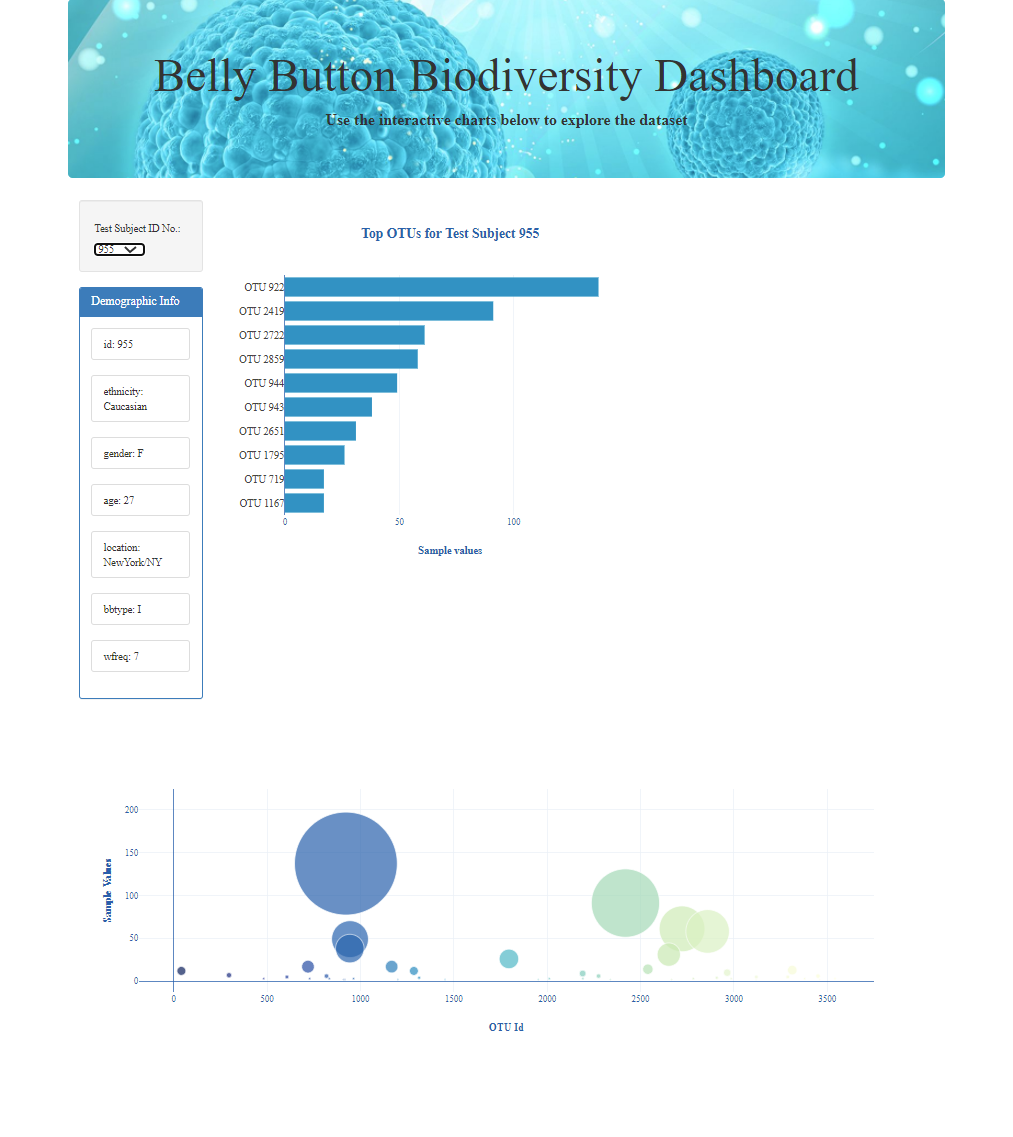 Belly Button Biodiversity Dashboard
Use the interactive charts below to explore the dataset
Test Subject ID No.:
955
Demographic Info
id: 955
ethnicity:
Caucasian
gender: F
age: 27
location:
NewYork/NY
bbtype: I
wfreq: 7
Top OTUs for Test Subject 955
OTU 922
OTU 2419
OTU 2722
OTU 2859
OTU 944
OTU 943
OTU 2651
OTU 1795
OTU 719
OTU 1167
0 50 100
Sample values
200
150
100
50
0
Sample Values
0 500 1000 1500 2000 2500 3000 3500
OTU Id